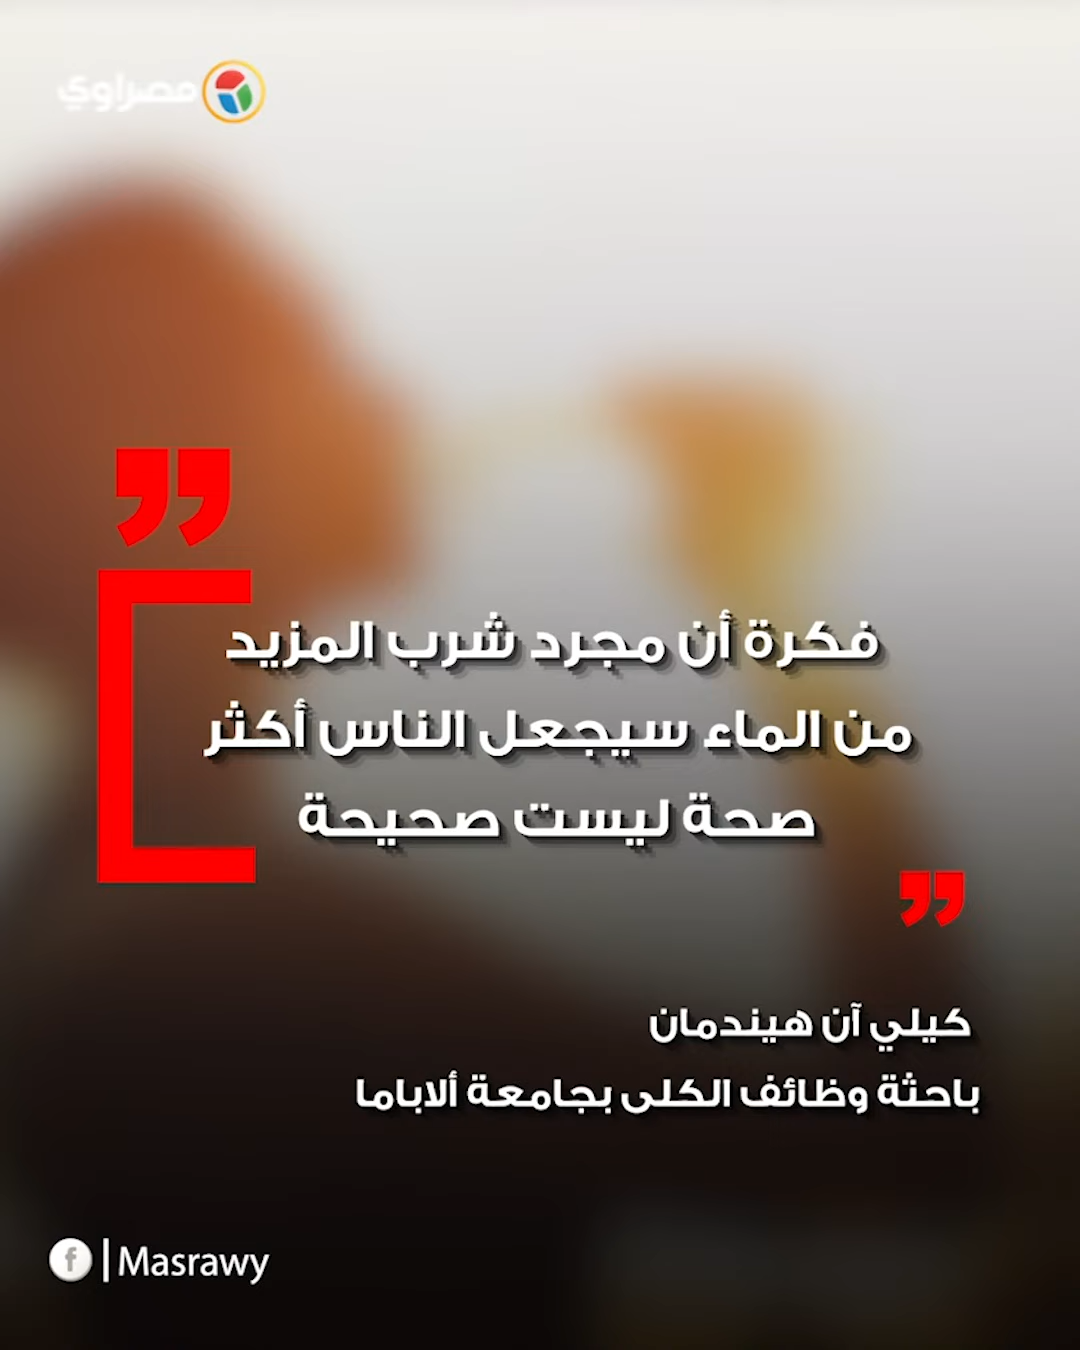 مصراوي
فكرة أن مجرد شرب المزيد
من الماء سيجعل الناس أكثر
صحة ليست صحيحة
كيلي آن هيندمان
باحثة وظائف الكلى بجامعة ألاباما
f | Masrawy